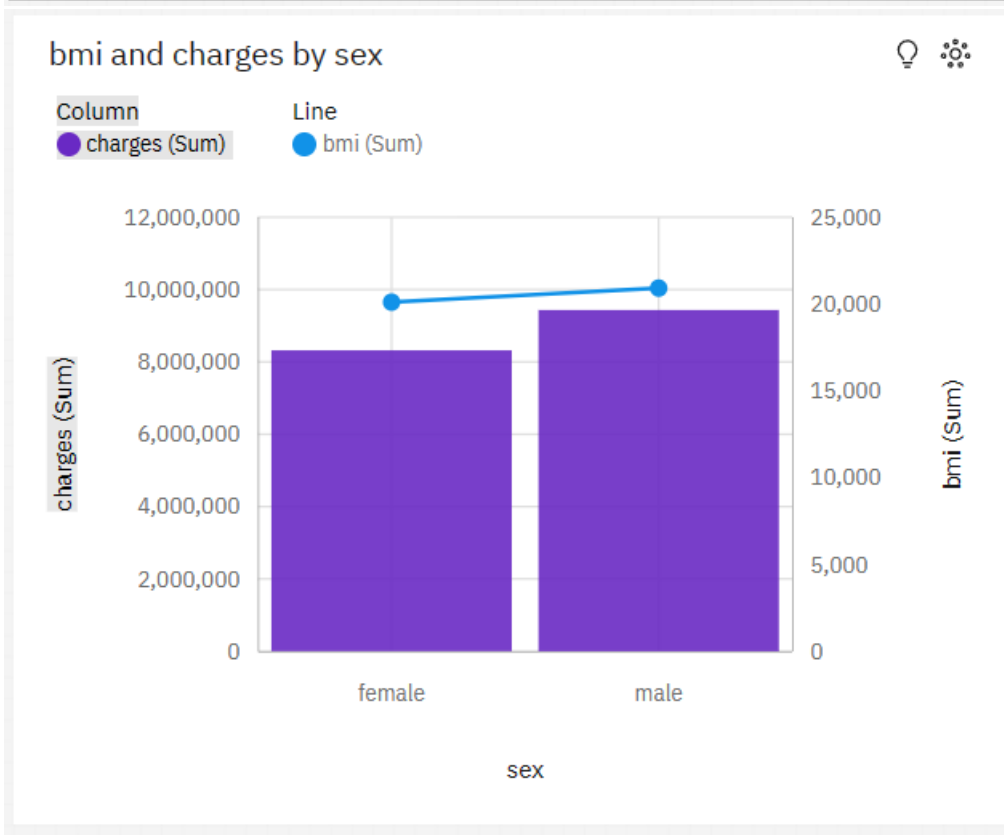 bmi and charges by sex
Column
Line
charges (Sum)
bmi (Sum)
12,000,000
10,000,000
8,000,000
6,000,000
4,000,000
2,000,000
0
charges (Sum)
25,000
20,000
15,000
10,000
5,000
0
bmi (Sum)
female
male
sex